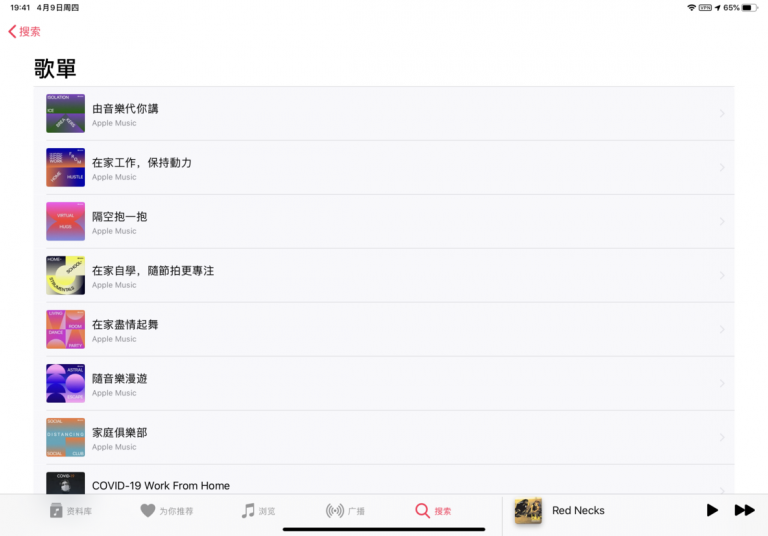 19:41 4月9日周四
VPN 65%
搜索
歌單
ISOLATION
ICE
由音樂代你講
Apple Music
WORK FROM
HOME HUSTLE
在家工作，保持動力
Apple Music
VIRTUAL
隔空抱一抱
Apple Music
HOME
SCHOOL-
在家自學，隨節拍更專注
Apple Music
LIVING
ROOM
DANCE
PARTY
在家盡情起舞
Apple Music
ASTRAL
ESCAPE
隨音樂漫遊
Apple Music
SOCIAL
DISTANCING
SOCIAL CLUB
家庭俱樂部
Apple Music
COVID-19
COVID-19 Work From Home
资料库
为你推荐
浏览
广播
搜索
Red Necks